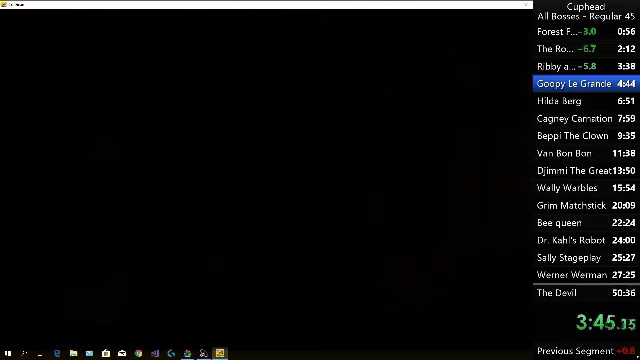 Cuphead
Cuphead
All Bosses - Regular 45
Forest F... -3.0 0:56
The Ro... -6.7 2:12
Ribby a... -5.8 3:38
Goopy Le Grande 4:44
Hilda Berg 6:51
Cagney Carnation 7:59
Beppi The Clown 9:35
Van Bon Bon 11:38
Djimmi The Great 13:50
Wally Warbles 15:54
Grim Matchstick 20:09
Bee queen 22:24
Dr. Kahl's Robot 24:00
Sally Stageplay 25:27
Werner Werman 27:25
The Devil 50:36
3:45.15
Previous Segment +0.8